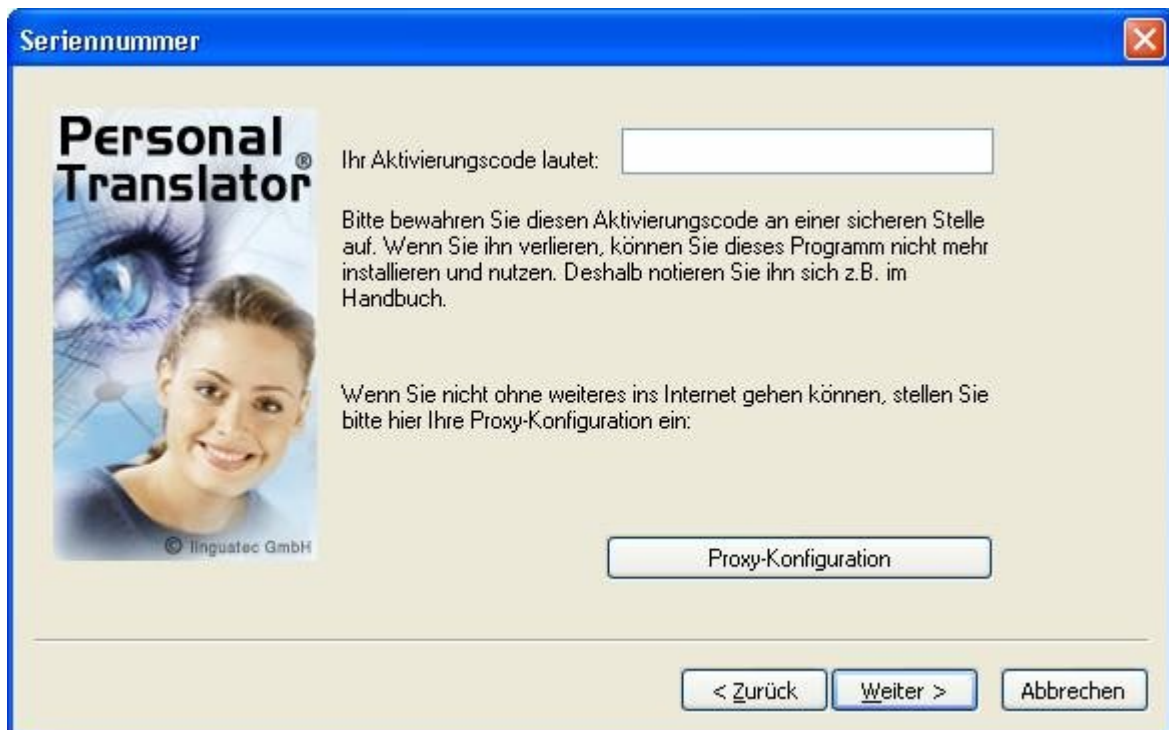 Seriennummer
Personal
Translator®
Ihr Aktivierungscode lautet:
Bitte bewahren Sie diesen Aktivierungscode an einer sicheren Stelle
auf. Wenn Sie ihn verlieren, können Sie dieses Programm nicht mehr
installieren und nutzen. Deshalb notieren Sie ihn sich z.B. im
Handbuch.
Wenn Sie nicht ohne weiteres ins Internet gehen können, stellen Sie
bitte hier Ihre Proxy-Konfiguration ein:
© linguatec GmbH
Proxy-Konfiguration
< Zurück
Weiter >
Abbrechen